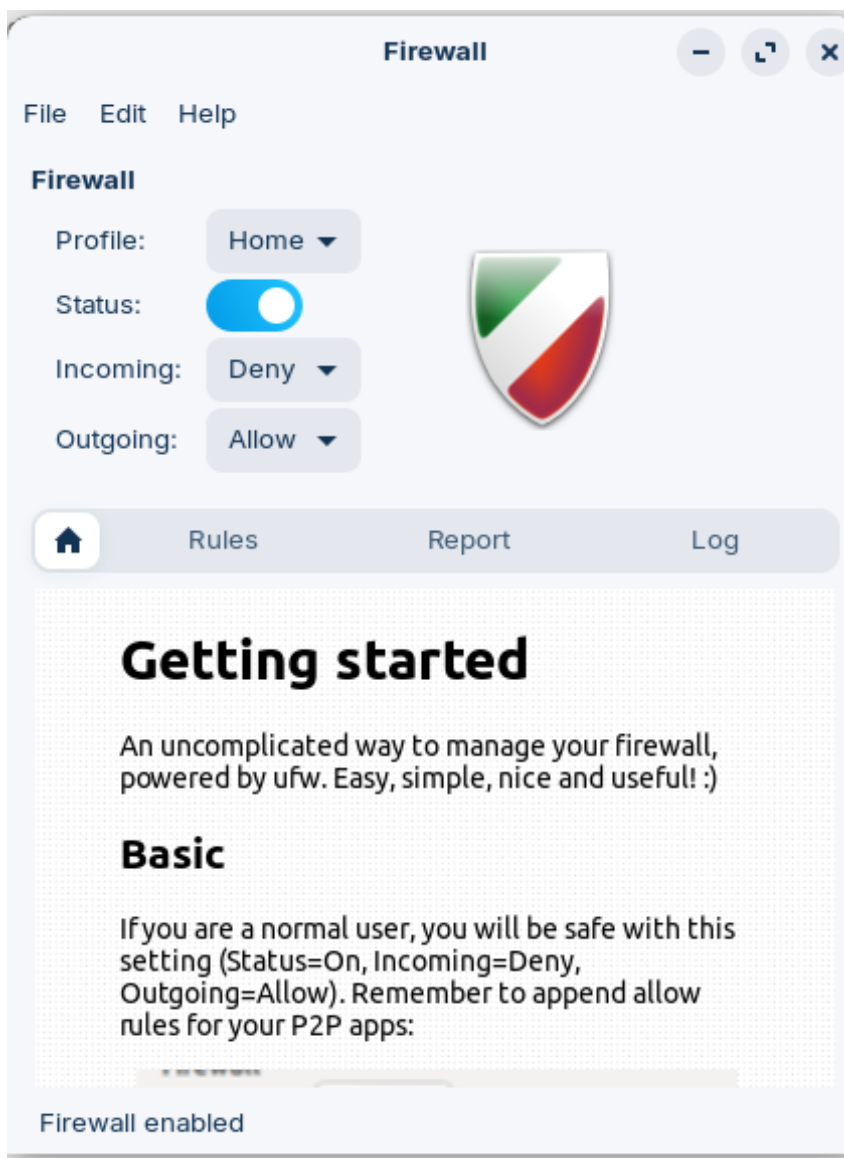 Firewall
File Edit Help
Firewall
Profile: Home
Status:
Incoming: Deny
Outgoing: Allow
Rules Report Log
Getting started
An uncomplicated way to manage your firewall,
powered by ufw. Easy, simple, nice and useful! :)
Basic
If you are a normal user, you will be safe with this
setting (Status=On, Incoming=Deny,
Outgoing=Allow). Remember to append allow
rules for your P2P apps:
Firewall enabled